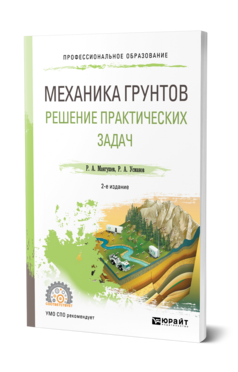 ПРОФЕССИОНАЛЬНОЕ ОБРАЗОВАНИЕ
МЕХАНИКА ГРУНТОВ
РЕШЕНИЕ ПРАКТИЧЕСКИХ
ЗАДАЧ
Р. А. Мангушев, Р. А. Усманов
2-е издание
УМО СПО рекомендует
ЮРАЙТ